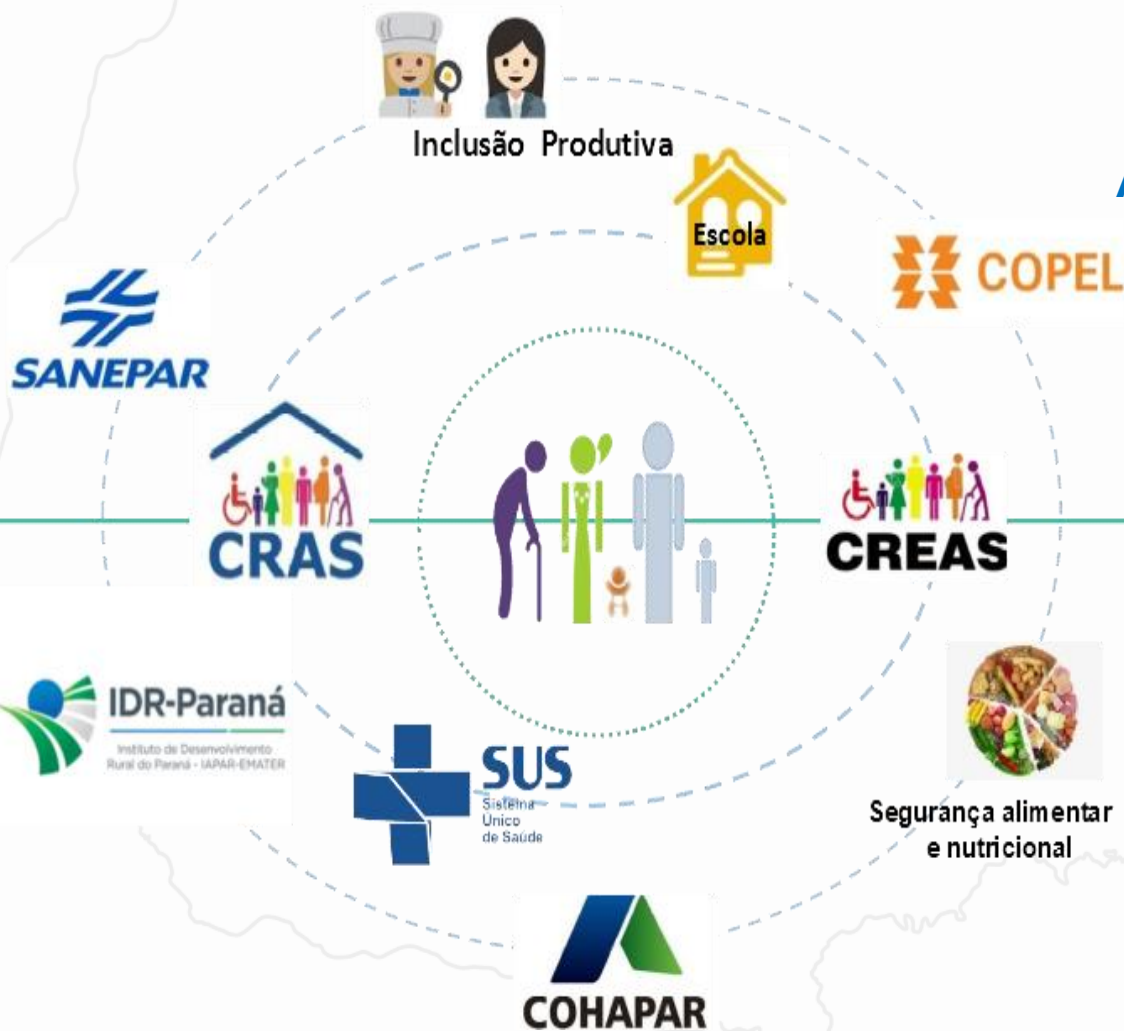 Inclusão Produtiva
Escola
COPEL
SANEPAR
CRAS
CREAS
IDR-Paraná
Instituto de Desenvolvimento
Rural do Paraná - IAPAR-EMATER
SUS
Sistema
Único
de Saúde
Segurança alimentar
e nutricional
COHAPAR